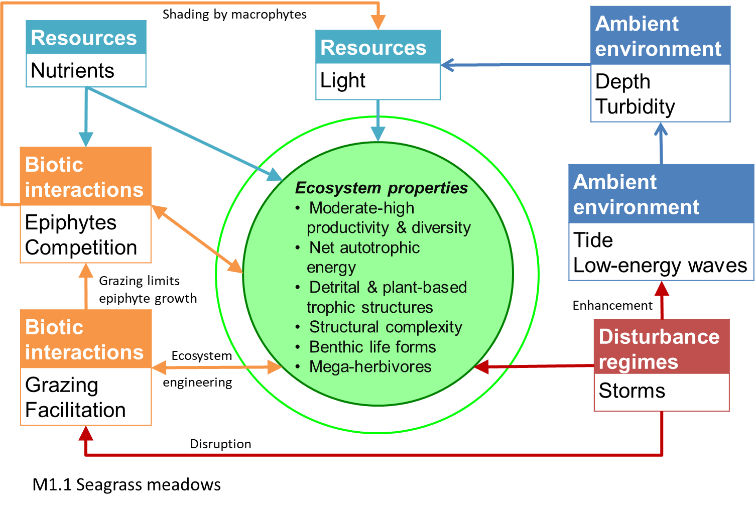 Shading by macrophytes
Resources
Nutrients
Resources
Light
Ambient
environment
Depth
Turbidity
Biotic
interactions
Epiphytes
Competition
Ecosystem properties
• Moderate-high
productivity & diversity
• Net autotrophic
energy
• Detrital & plant-based
trophic structures
• Structural complexity
• Benthic life forms
• Mega-herbivores
Ambient
environment
Tide
Low-energy waves
Grazing limits
epiphyte growth
Enhancement
Biotic
interactions
Grazing
Facilitation
Ecosystem
engineering
Disturbance
regimes
Storms
Disruption
M1.1 Seagrass meadows